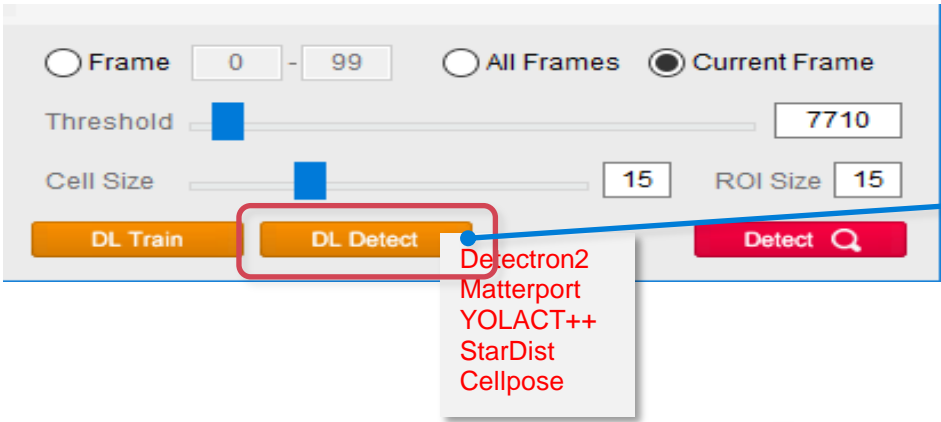 Frame 0 - 99 All Frames Current Frame
Threshold 7710
Cell Size 15 ROI Size 15
DL Train DL Detect Detect
Detectron2
Matterport
YOLACT++
StarDist
Cellpose